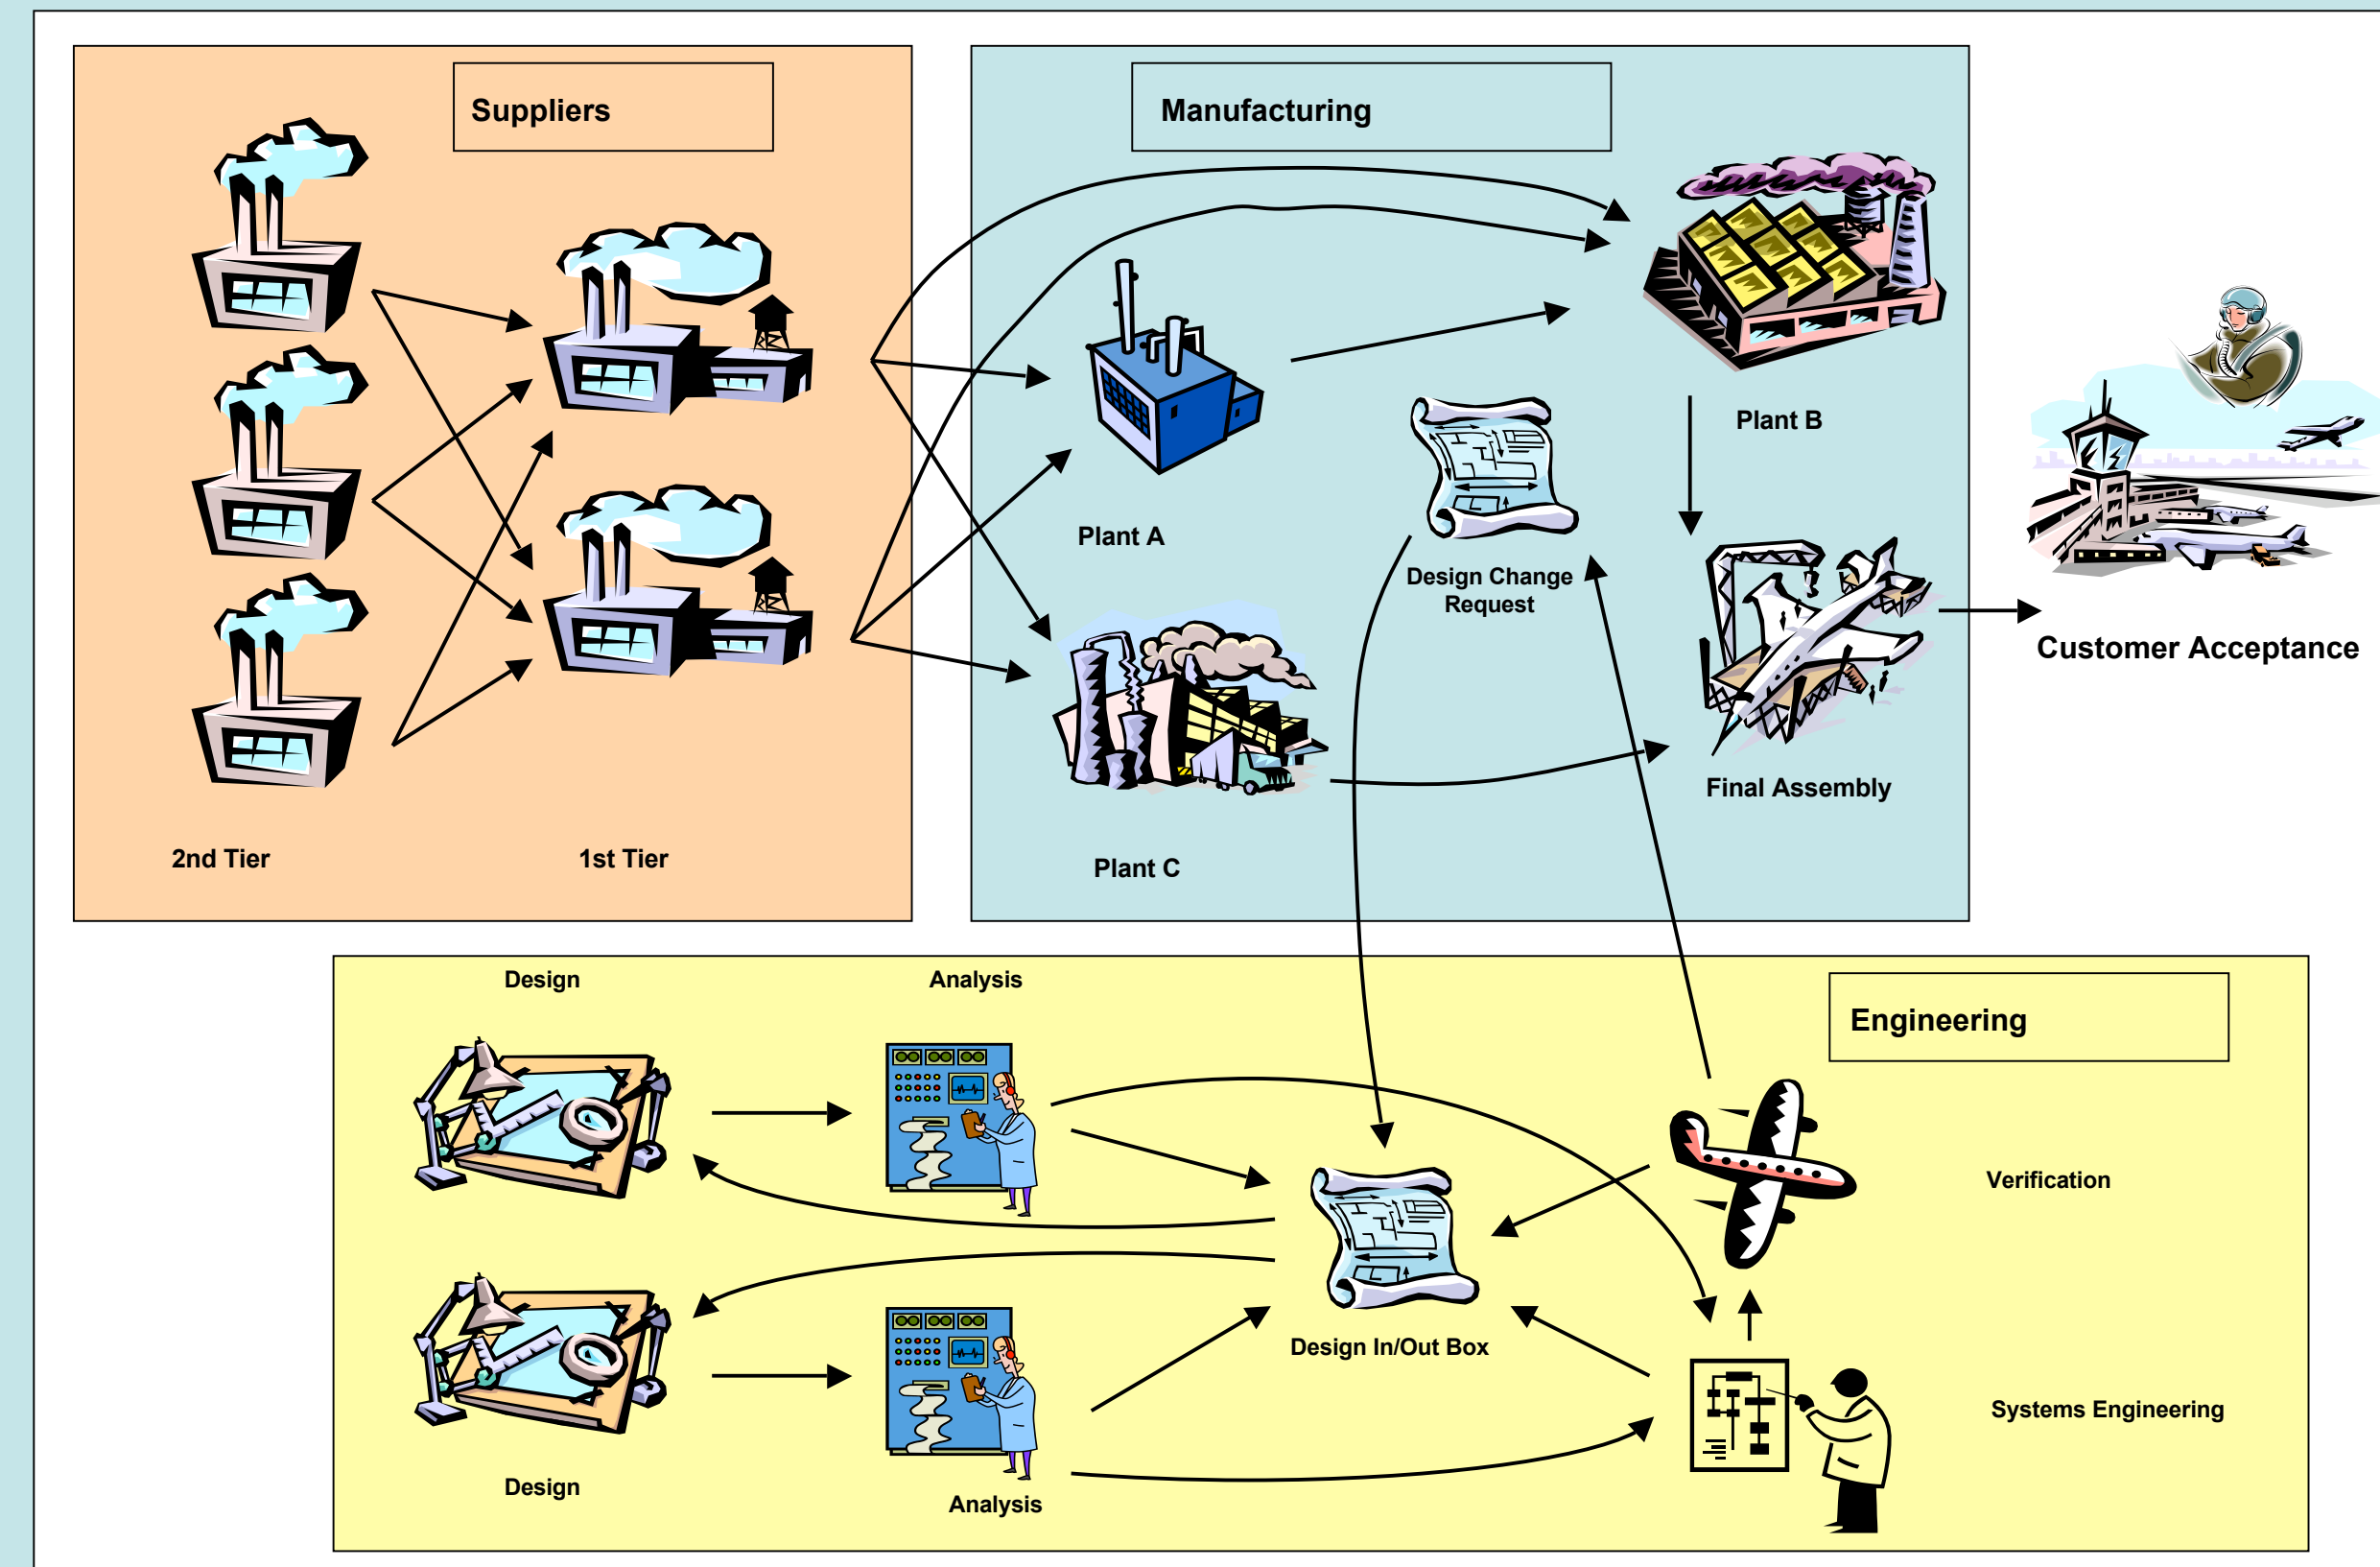 Suppliers
Manufacturing
Plant B
Plant A
Design Change
Request
Customer Acceptance
Final Assembly
2nd Tier
1st Tier
Plant C
Design
Analysis
Engineering
Verification
Design In/Out Box
Systems Engineering
Design
Analysis